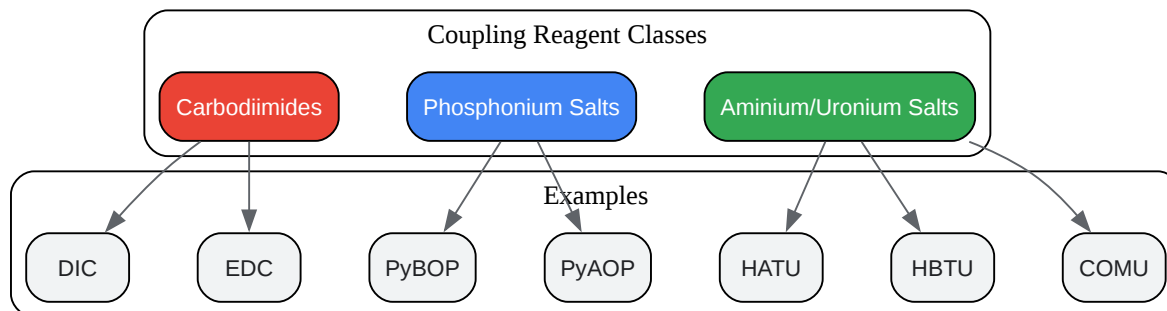 Coupling Reagent Classes
Carbodiimides
Phosphonium Salts
Aminium/Uronium Salts
Examples
DIC
EDC
PyBOP
PyAOP
HATU
HBTU
COMU